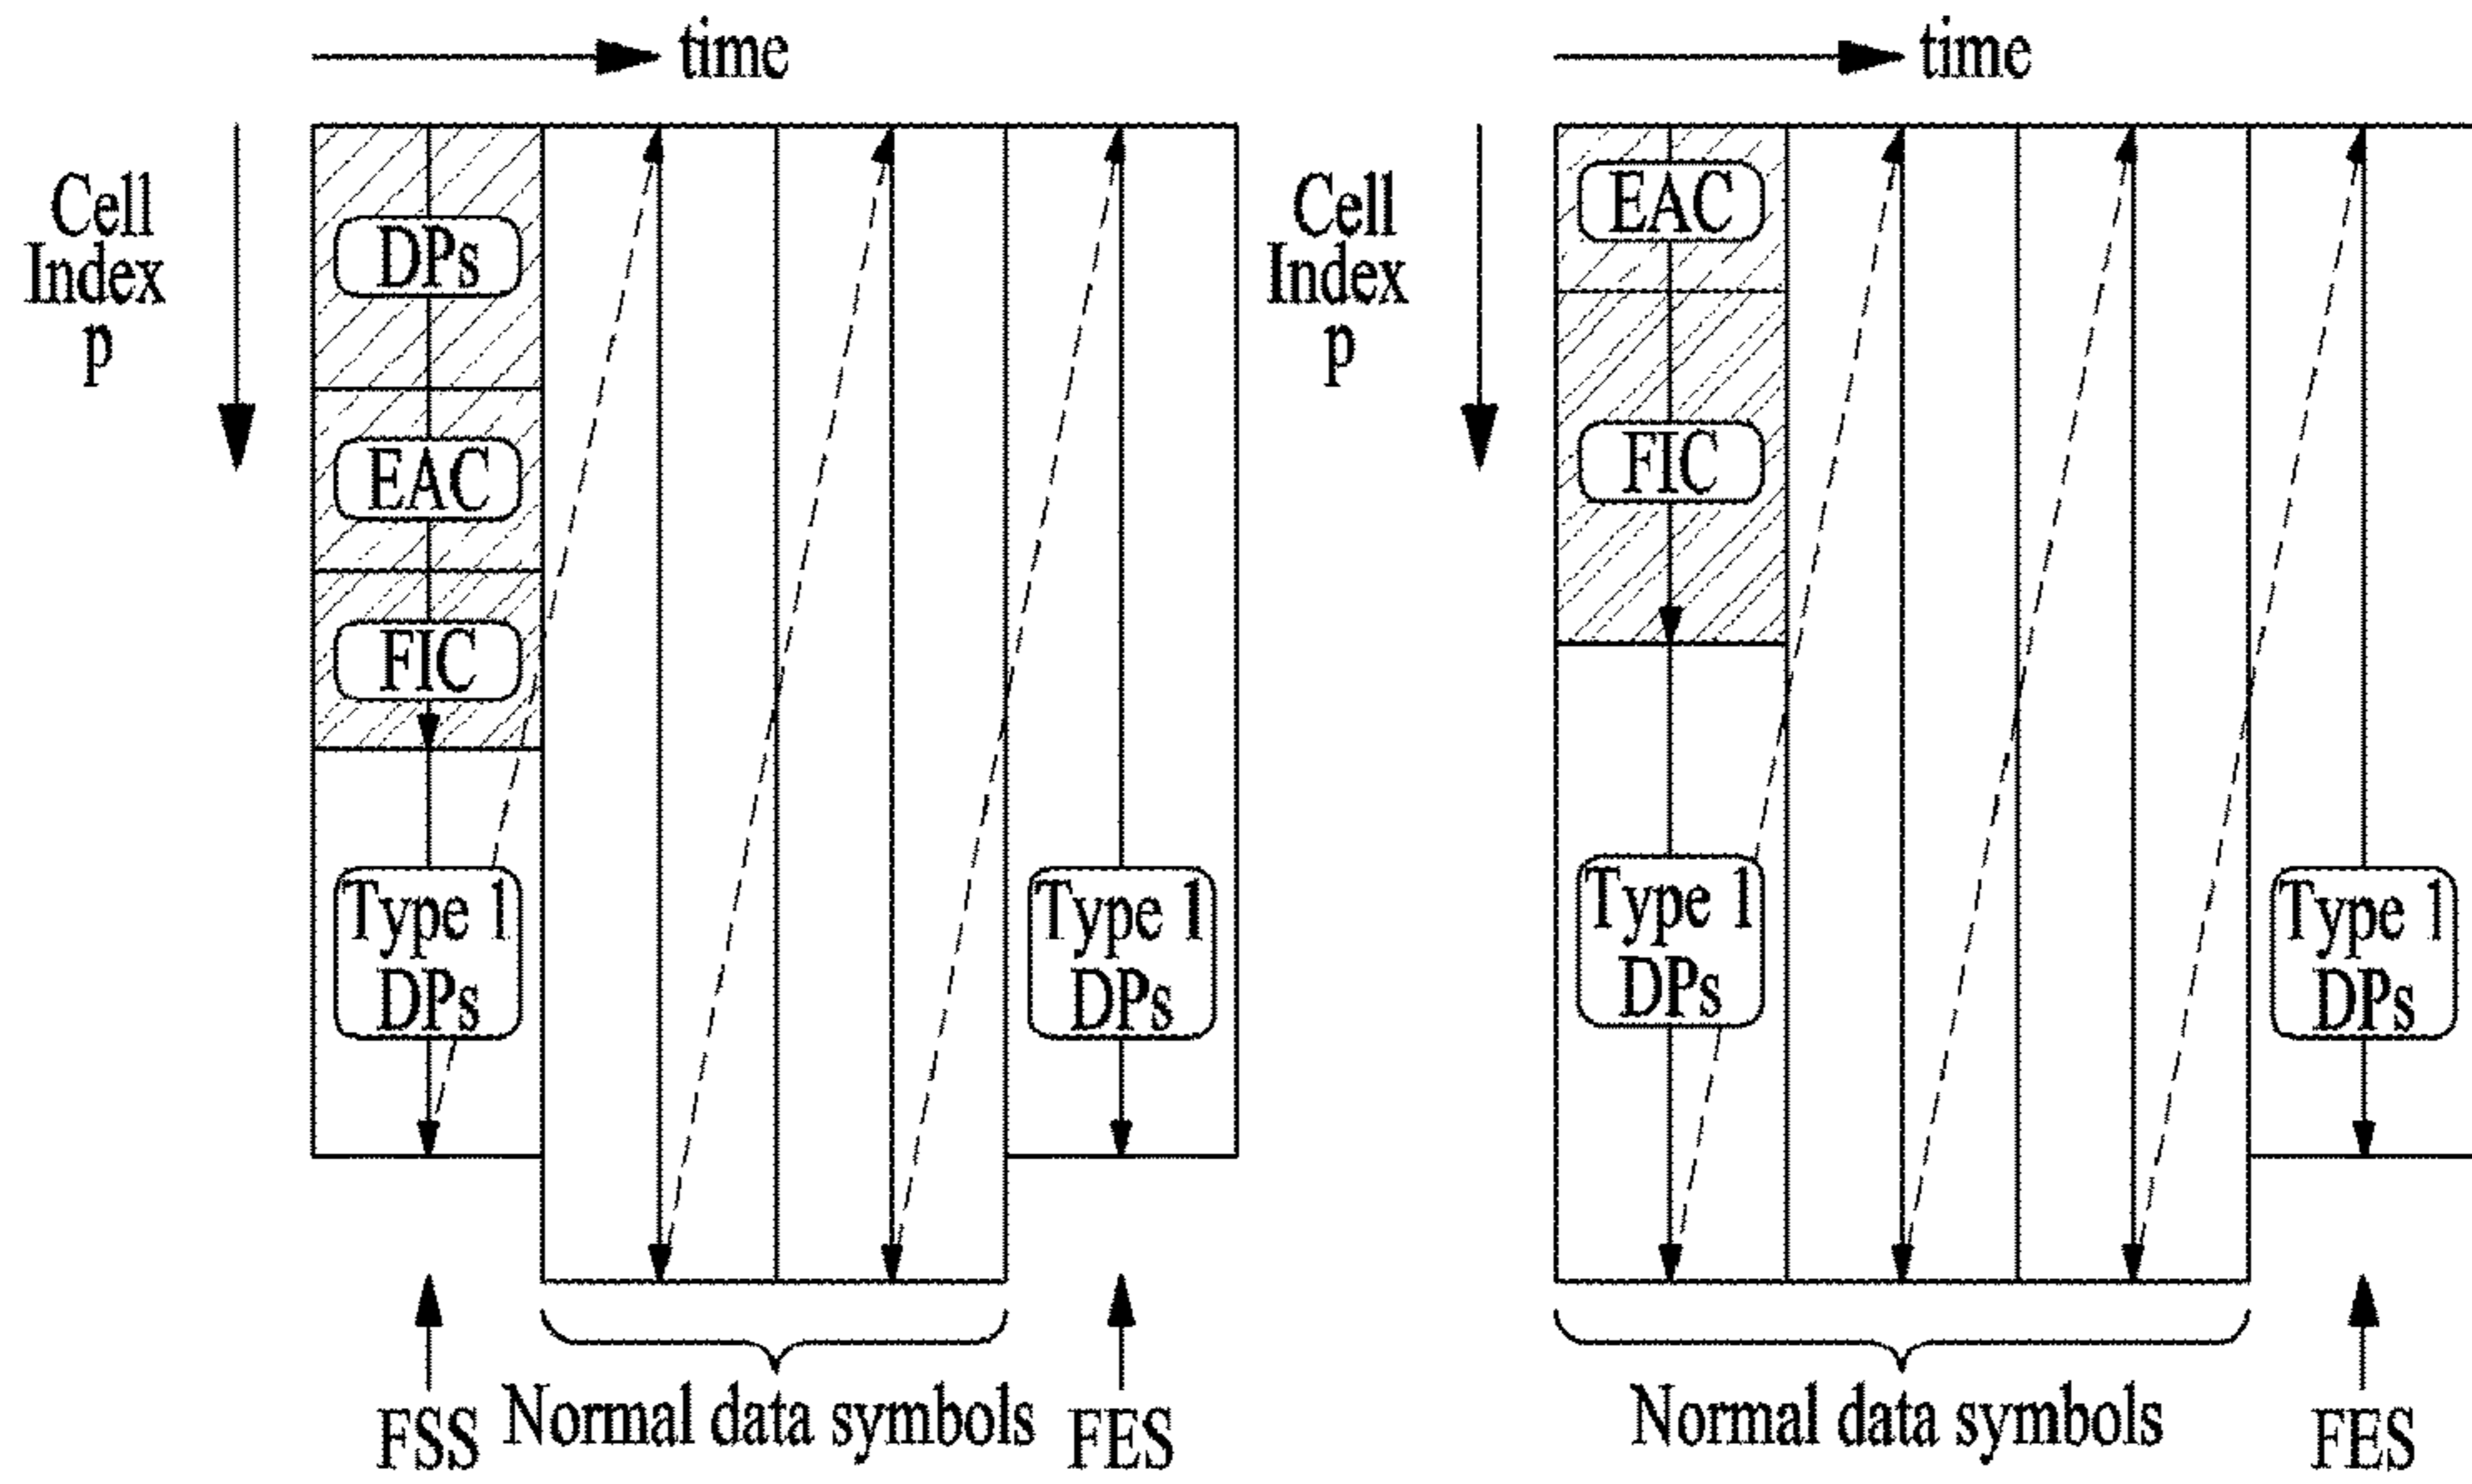 time
Cell
Index
p
DPs
EAC
FIC
Type 1
DPs
Type 1
DPs
FSS
Normal data symbols
FES
time
Cell
Index
p
EAC
FIC
Type 1
DPs
Type 1
DPs
Normal data symbols
FES